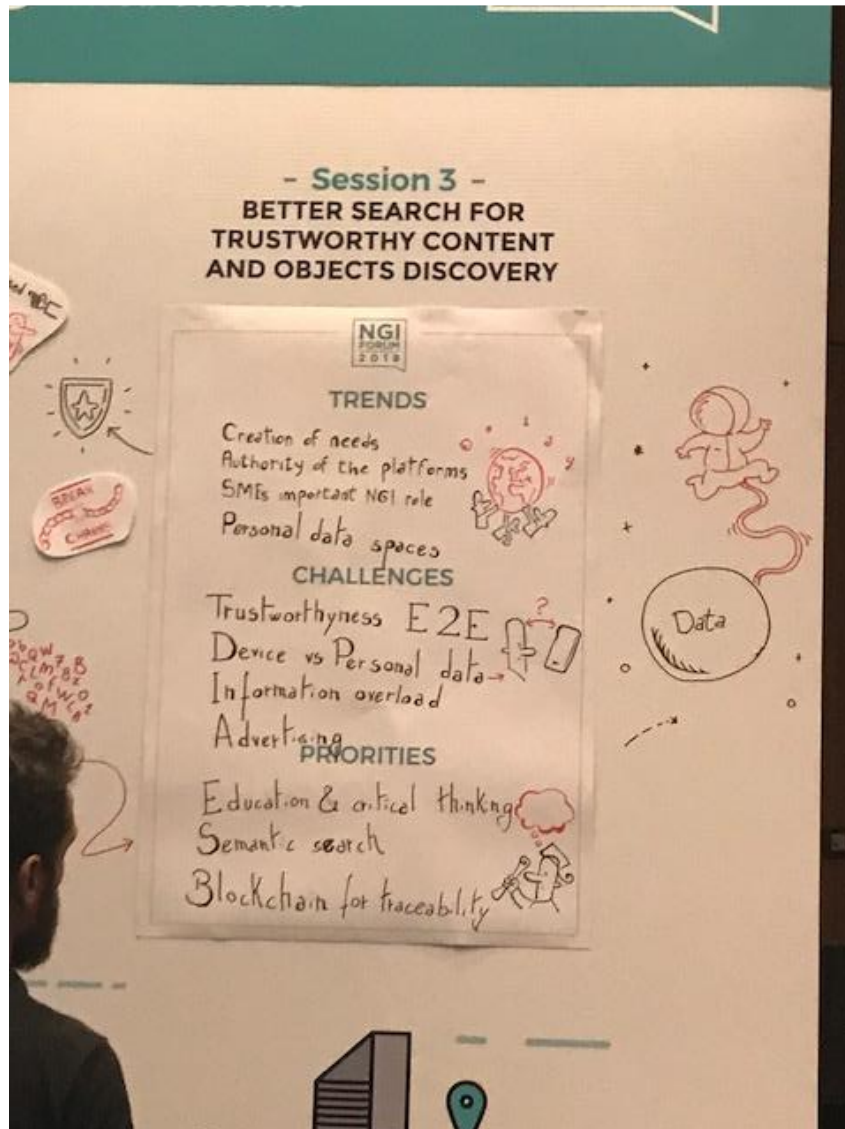 - Session 3 -
BETTER SEARCH FOR
TRUSTWORTHY CONTENT
AND OBJECTS DISCOVERY
NGI
FORUM
2018
TRENDS
Creation of needs
Authority of the platforms
SMEs important NGI role
Personal data spaces
CHALLENGES
Trustworthyness E2E
?
Device vs Personal data
Information overload
Advertising
PRIORITIES
Education & critical thinking
Semantic search
Blockchain for traceability
BREAK
CHAINS
Data